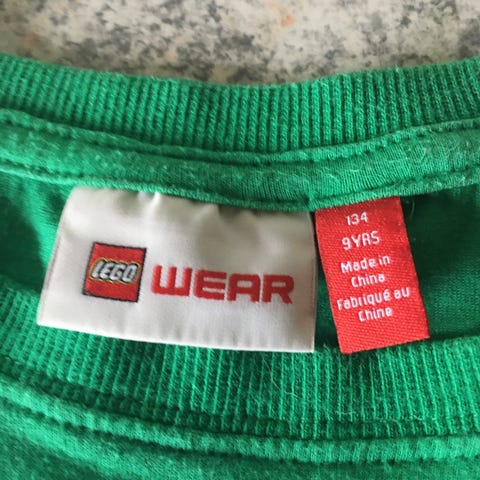 LEGO WEAR
134
9YRS
Made in
China
Fabriqué au
Chine